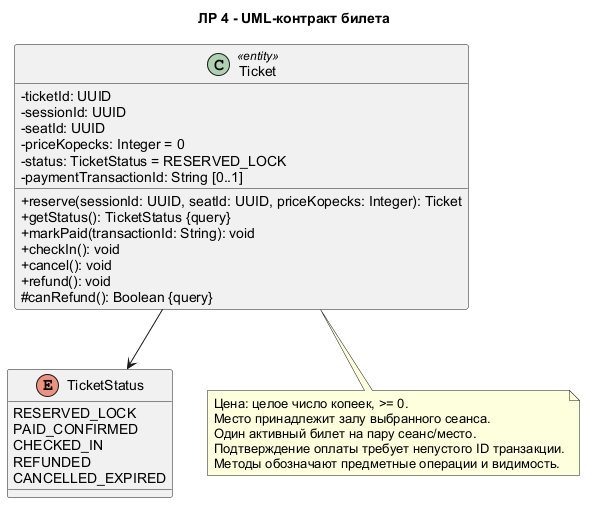 ЛР 4 - UML-контракт билета
C
«entity»
Ticket
-ticketId: UUID
-sessionId: UUID
-seatId: UUID
-priceKopecks: Integer = 0
-status: TicketStatus = RESERVED_LOCK
-paymentTransactionId: String [0..1]
+reserve(sessionId: UUID, seatId: UUID, priceKopecks: Integer): Ticket
+getStatus(): TicketStatus {query}
+markPaid(transactionId: String): void
+checkIn(): void
+cancel(): void
+refund(): void
#canRefund(): Boolean {query}
E TicketStatus
RESERVED_LOCK
PAID_CONFIRMED
CHECKED_IN
REFUNDED
CANCELLED_EXPIRED
Цена: целое число копеек, >= 0.
Место принадлежит залу выбранного сеанса.
Один активный билет на пару сеанс/место.
Подтверждение оплаты требует непустого ID транзакции.
Методы обозначают предметные операции и видимость.